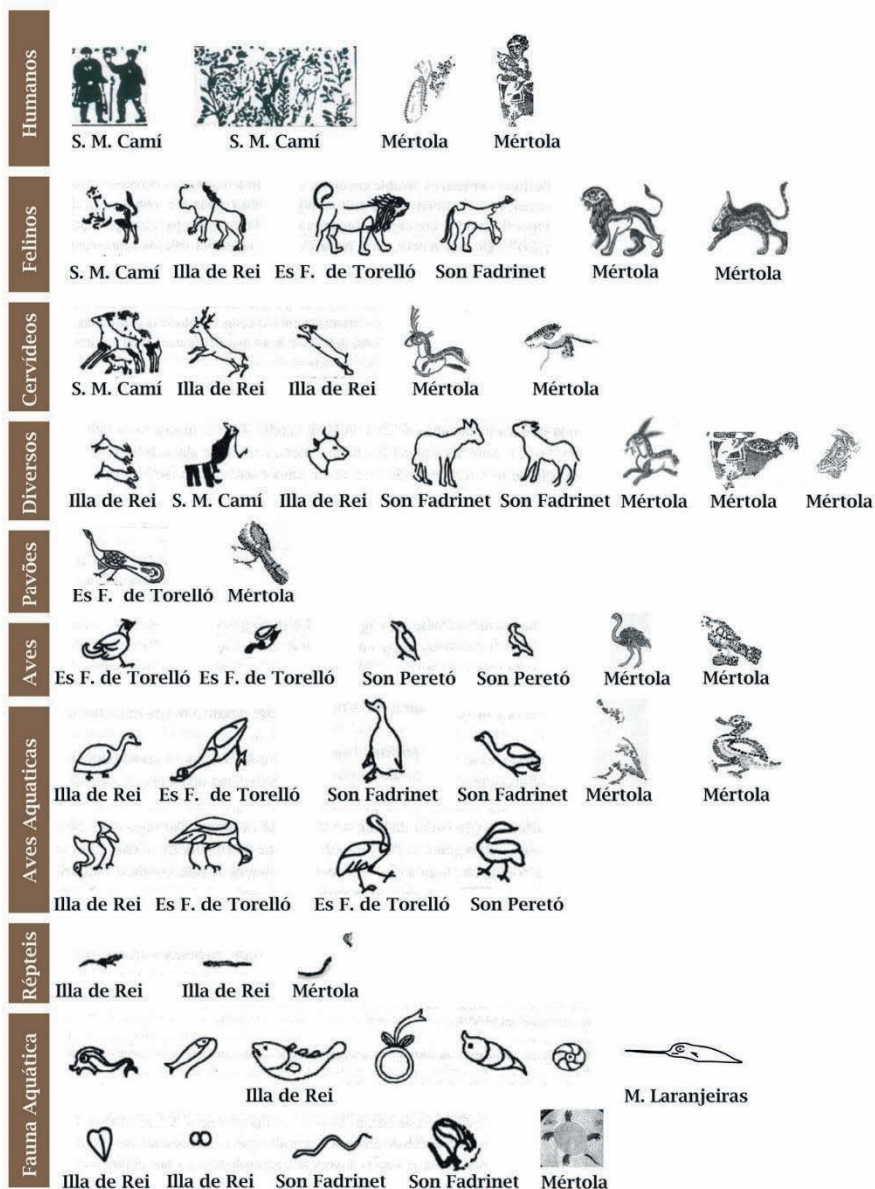 Humanos
S. M. Camí S. M. Camí Mértola Mértola
Felinos
S. M. Camí Illa de Rei Es F. de Torelló Son Fadrinet Mértola Mértola
Cervídeos
S. M. Camí Illa de Rei Illa de Rei Mértola Mértola
Diversos
Illa de Rei S. M. Camí Illa de Rei Son Fadrinet Son Fadrinet Mértola Mértola Mértola
Pavões
Es F. de Torelló Mértola
Aves
Es F. de Torelló Es F. de Torelló Son Peretó Son Peretó Mértola Mértola
Aves Aquaticas
Illa de Rei Es F. de Torelló Son Fadrinet Son Fadrinet Mértola Mértola
Illa de Rei Es F. de Torelló Es F. de Torelló Son Peretó
Répteis
Illa de Rei Illa de Rei Mértola
Fauna Aquática
Illa de Rei M. Laranjeiras
Illa de Rei Illa de Rei Son Fadrinet Son Fadrinet Mértola